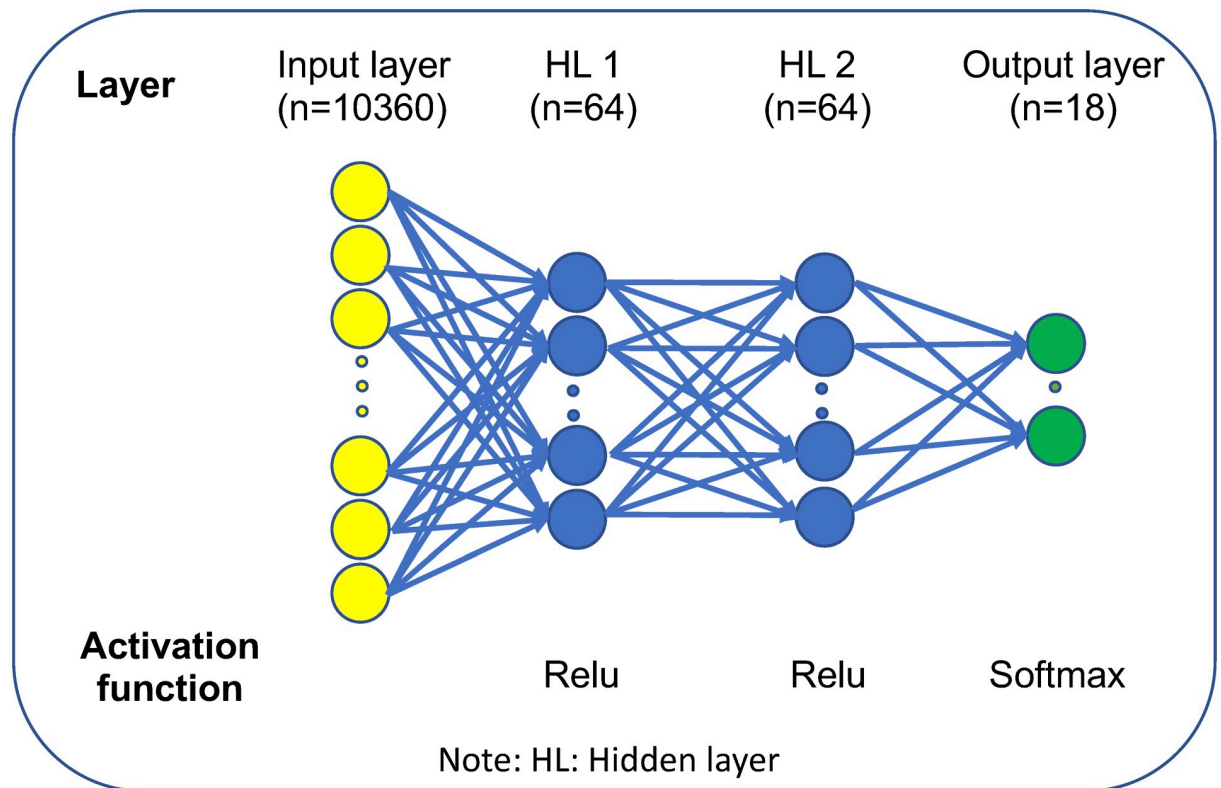 Layer
Input layer
(n=10360)
HL 1
(n=64)
HL 2
(n=64)
Output layer
(n=18)
Activation
function
Relu
Relu
Softmax
Note: HL: Hidden layer